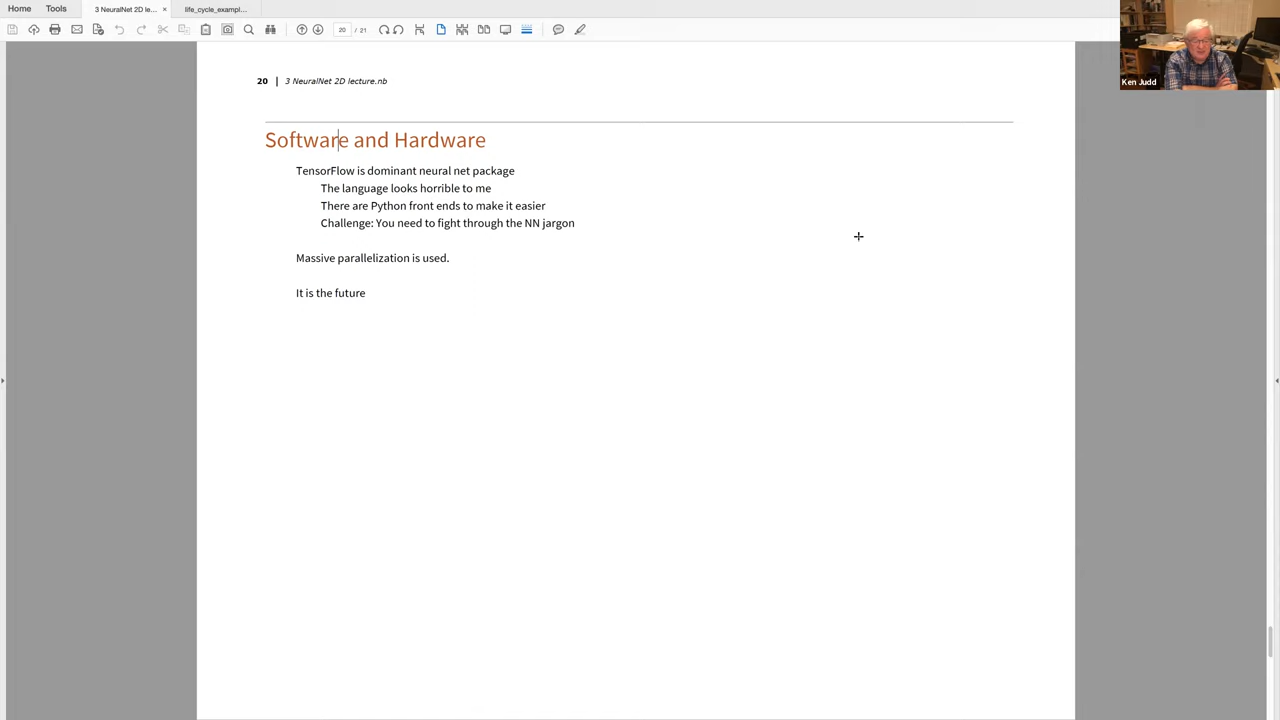 Home
Tools
3 NeuralNet 2D le...
×
life_cycle_exampl...
20 / 21
Ken Judd
20 | 3 NeuralNet 2D lecture.nb
Software and Hardware
TensorFlow is dominant neural net package
The language looks horrible to me
There are Python front ends to make it easier
Challenge: You need to fight through the NN jargon
Massive parallelization is used.
It is the future